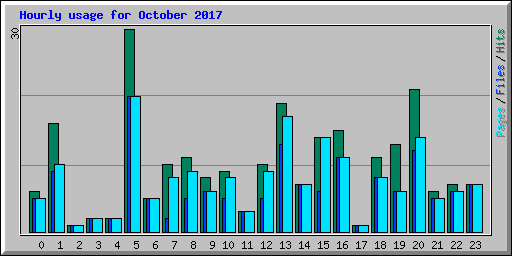 Hourly usage for October 2017
30
Pages/Files/Hits
0 1 2 3 4 5 6 7 8 9 10 11 12 13 14 15 16 17 18 19 20 21 22 23